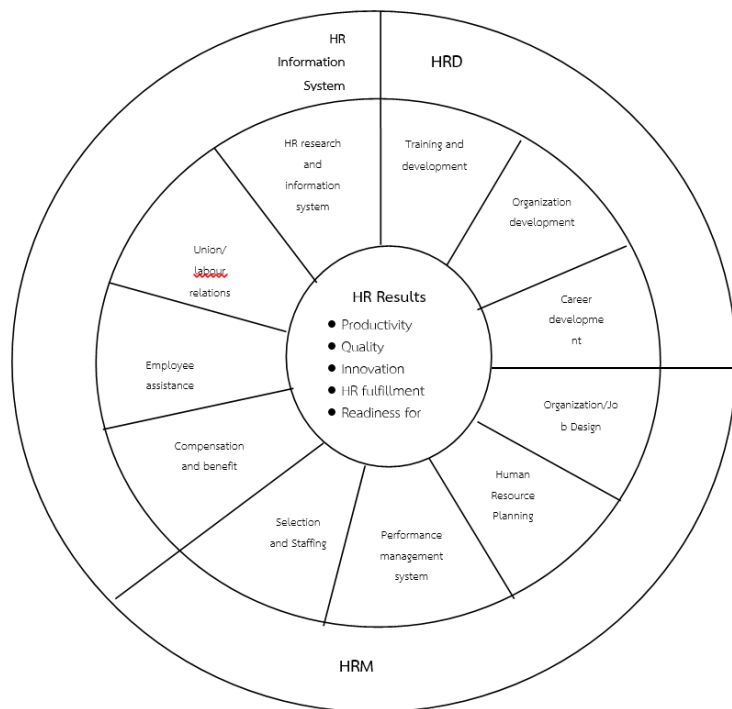 HR
Information
System
HRD
HR research
and
information
system
Training and
development
Organization
development
Union/
labour
relations
HR Results
● Productivity
● Quality
● Innovation
● HR fulfillment
● Readiness for
Career
developme
nt
Employee
assistance
Organization/Jo
b Design
Compensation
and benefit
Human
Resource
Planning
Selection
and Staffing
Performance
management
system
HRM